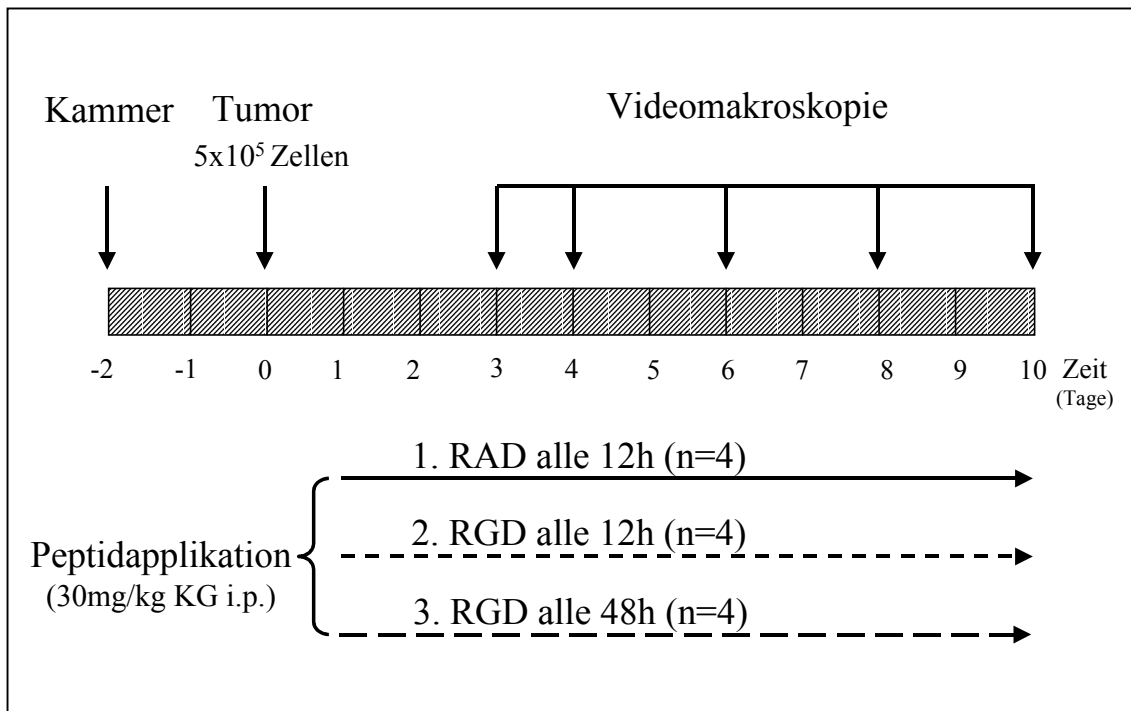 Kammer Tumor Videomakroskopie
5x10⁵ Zellen
-2 -1 0 1 2 3 4 5 6 7 8 9 10 Zeit
(Tage)
1. RAD alle 12h (n=4)
2. RGD alle 12h (n=4)
Peptidapplikation
(30mg/kg KG i.p.)
3. RGD alle 48h (n=4)